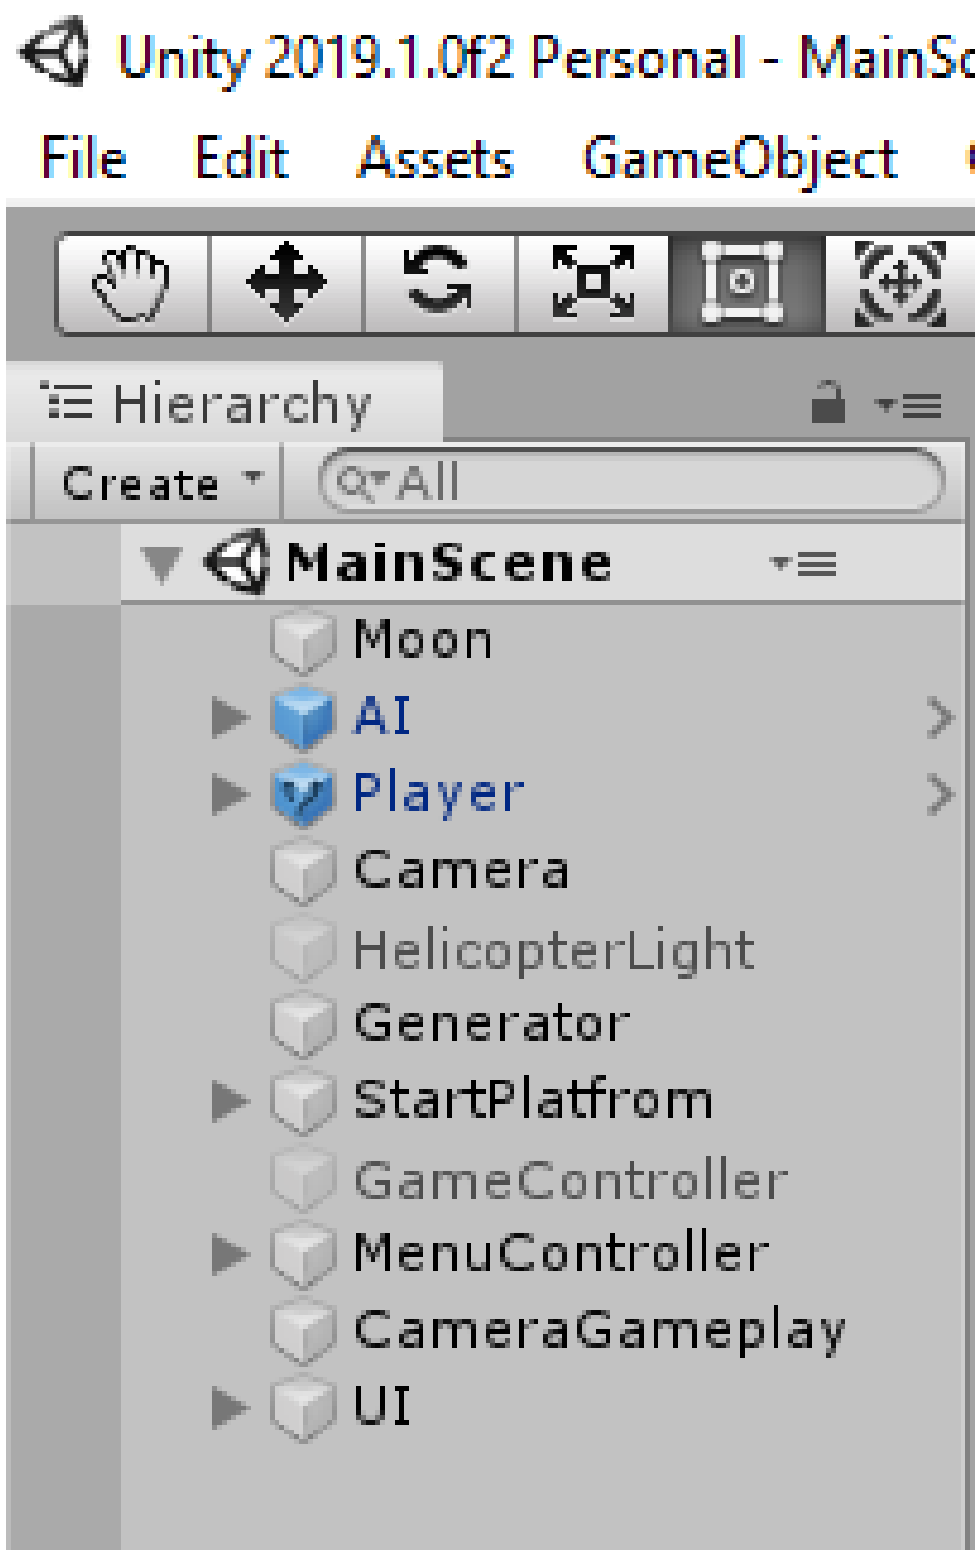 Unity 2019.1.0f2 Personal - MainSc
File Edit Assets GameObject
Hierarchy
Create All
MainScene
Moon
AI
Player
Camera
HelicopterLight
Generator
StartPlatfrom
GameController
MenuController
CameraGameplay
UI